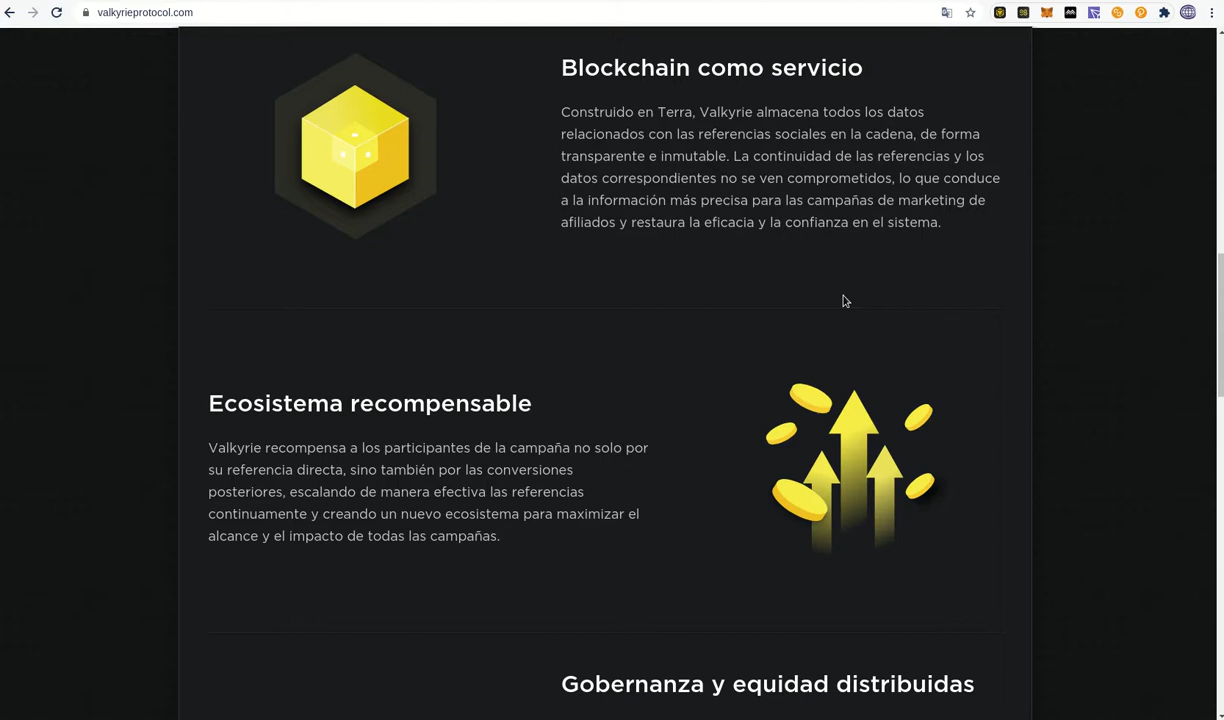 valkyrieprotocol.com
Blockchain como servicio
Construido en Terra, Valkyrie almacena todos los datos
relacionados con las referencias sociales en la cadena, de forma
transparente e inmutable. La continuidad de las referencias y los
datos correspondientes no se ven comprometidos, lo que conduce
a la información más precisa para las campañas de marketing de
afiliados y restaura la eficacia y la confianza en el sistema.
Ecosistema recompensable
Valkyrie recompensa a los participantes de la campaña no solo por
su referencia directa, sino también por las conversiones
posteriores, escalando de manera efectiva las referencias
continuamente y creando un nuevo ecosistema para maximizar el
alcance y el impacto de todas las campañas.
Gobernanza y equidad distribuidas